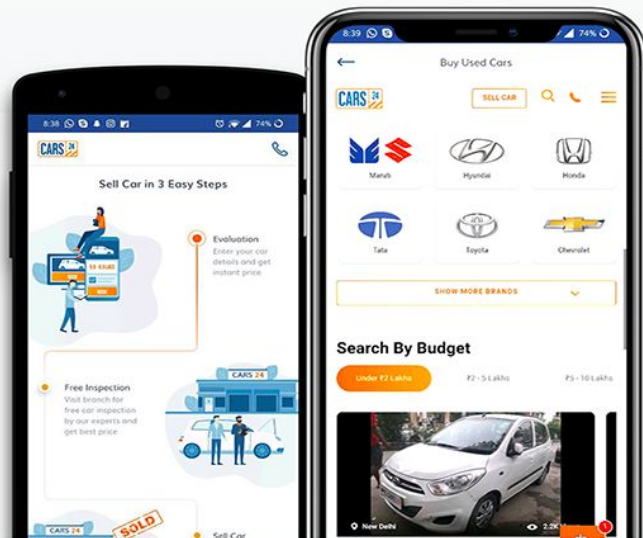 8:38
74%
CARS 24
Sell Car in 3 Easy Steps
Evaluation
Enter your car
details and get
instant price
Free Inspection
Visit branch for
free car inspection
by our experts and
get best price
CARS 24
CARS 24
SOLD
Sell Car
8:39
74%
Buy Used Cars
CARS 24
SELL CAR
Maruti
Hyundai
Honda
Tata
Toyota
Chevrolet
SHOW MORE BRANDS
Search By Budget
Under ₹2 Lakhs
₹2 - 5 Lakhs
₹5 - 10 Lakhs
New Delhi
2.2K
1